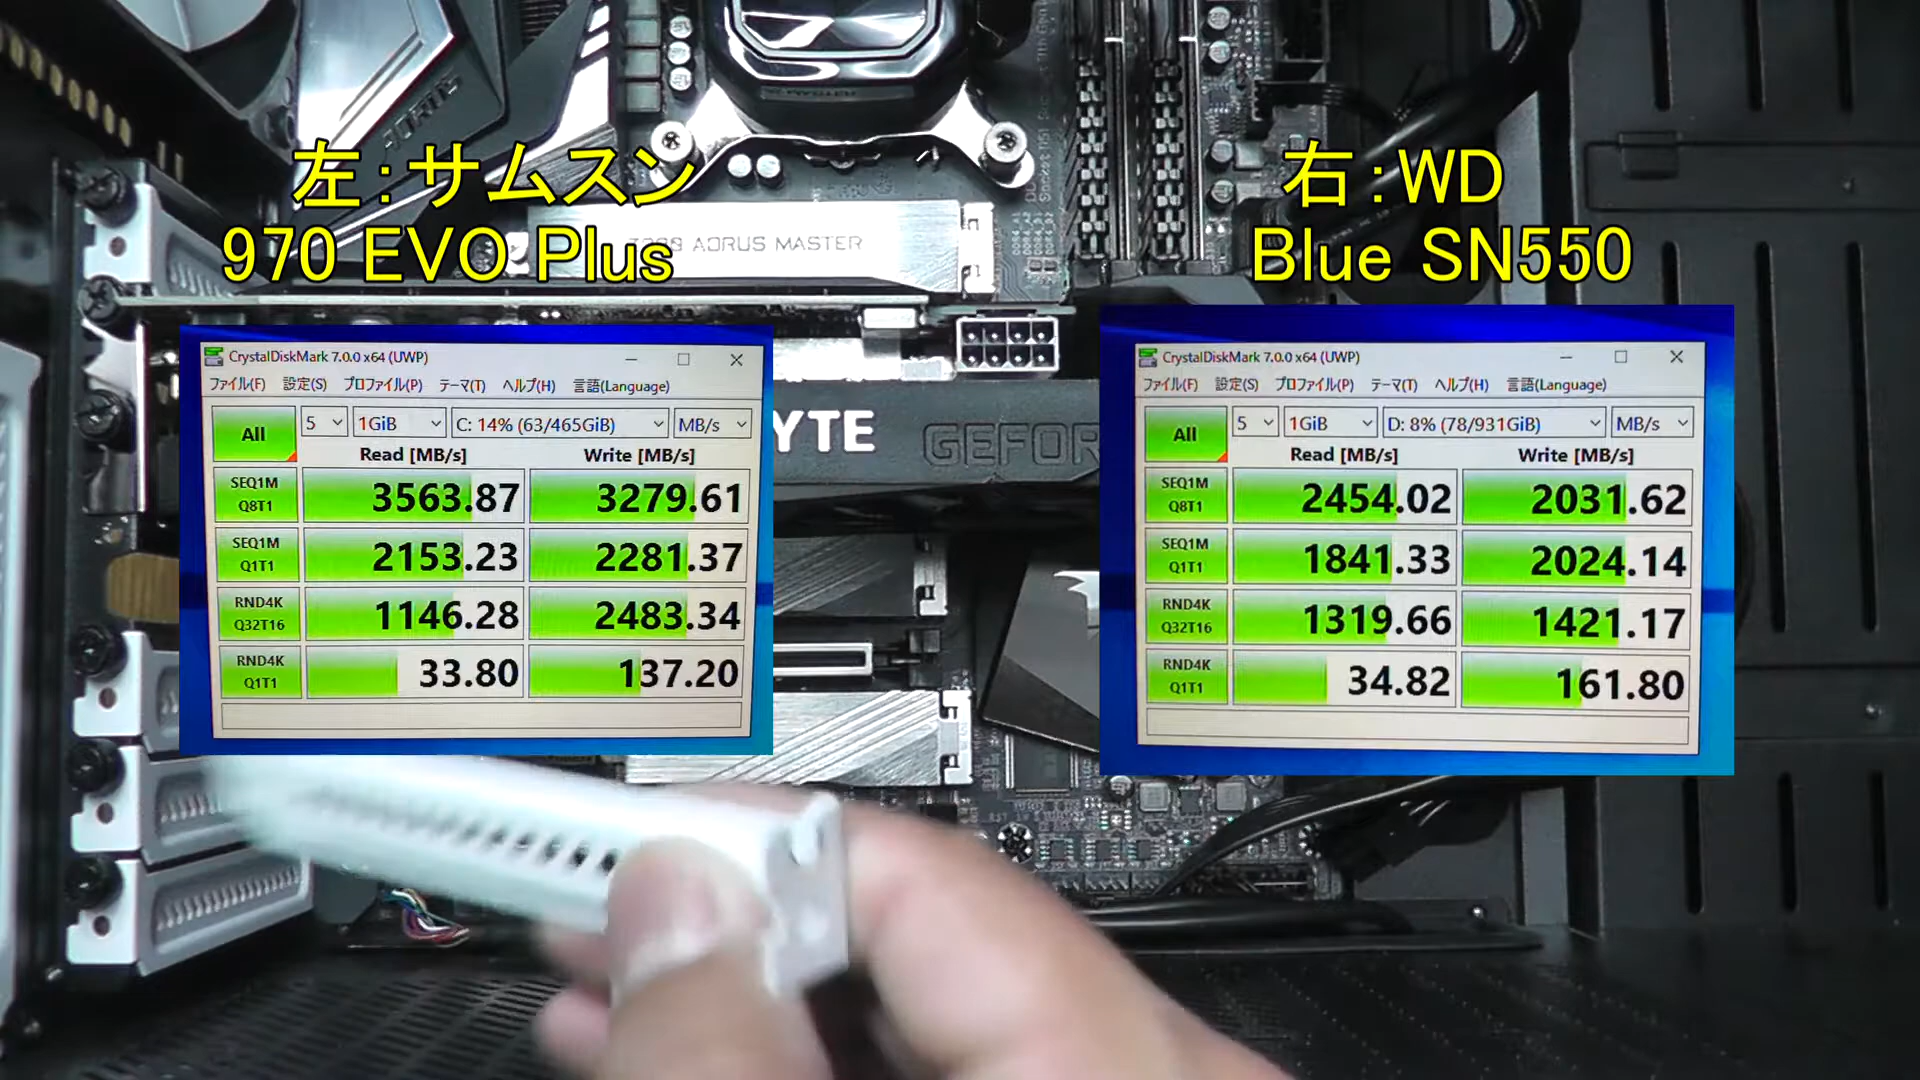 左：サムスン
970 EVO Plus
右：WD
Blue SN550
AORUS
AORUS MASTER
YTE
GEFOR
CrystalDiskMark 7.0.0 x64 (UWP)
ファイル(F) 設定(S) プロファイル(P) テーマ(T) ヘルプ(H) 言語(Language)
All 5 1GiB C: 14% (63/465GiB) MB/s
Read [MB/s] Write [MB/s]
SEQ1M
Q8T1
3563.87 3279.61
SEQ1M
Q1T1
2153.23 2281.37
RND4K
Q32T16
1146.28 2483.34
RND4K
Q1T1
33.80 137.20
CrystalDiskMark 7.0.0 x64 (UWP)
ファイル(F) 設定(S) プロファイル(P) テーマ(T) ヘルプ(H) 言語(Language)
All 5 1GiB D: 8% (78/931GiB) MB/s
Read [MB/s] Write [MB/s]
SEQ1M
Q8T1
2454.02 2031.62
SEQ1M
Q1T1
1841.33 2024.14
RND4K
Q32T16
1319.66 1421.17
RND4K
Q1T1
34.82 161.80